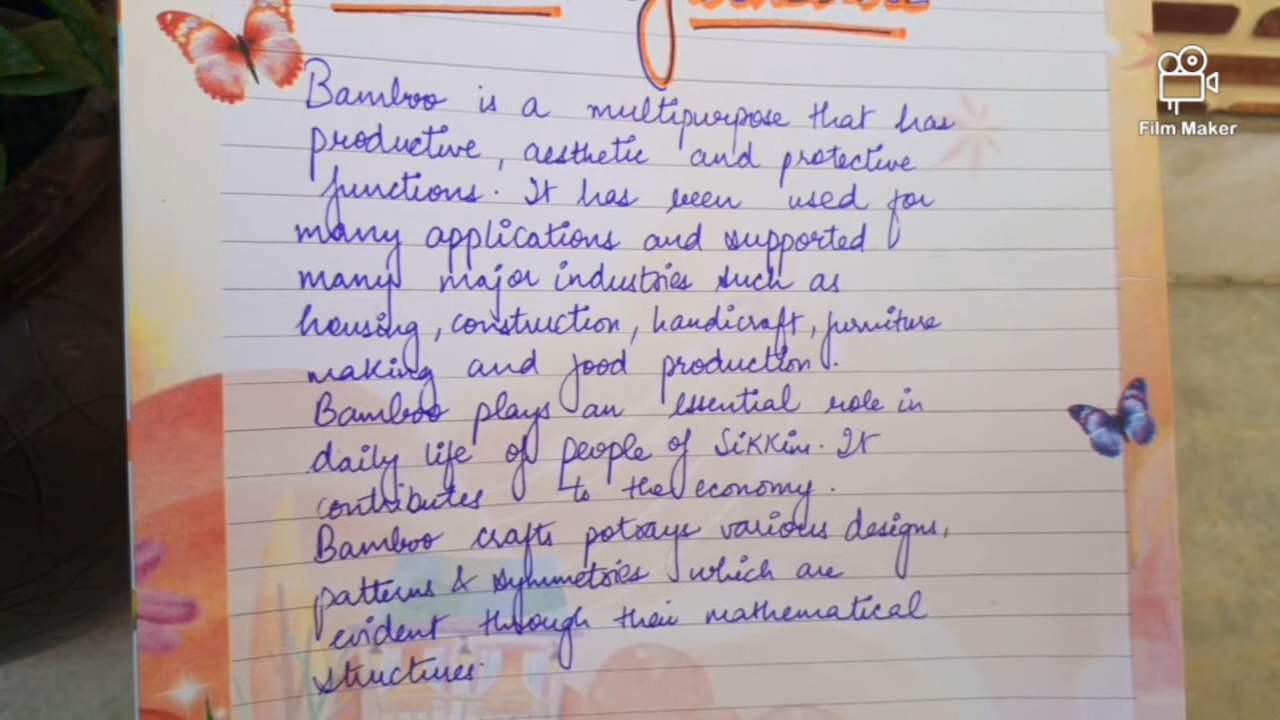 Film Maker
Bamboo is a multipurpose that has
productive, aesthetic and protective
functions. It has been used for
many applications and supported
many major industries such as
housing, construction, handicraft, furniture
making and food production.
Bamboo plays an essential role in
daily life of people of Sikkim. It
contributes to the economy.
Bamboo crafts potrays various designs,
patterns & symmetries which are
evident through their mathematical
structures.